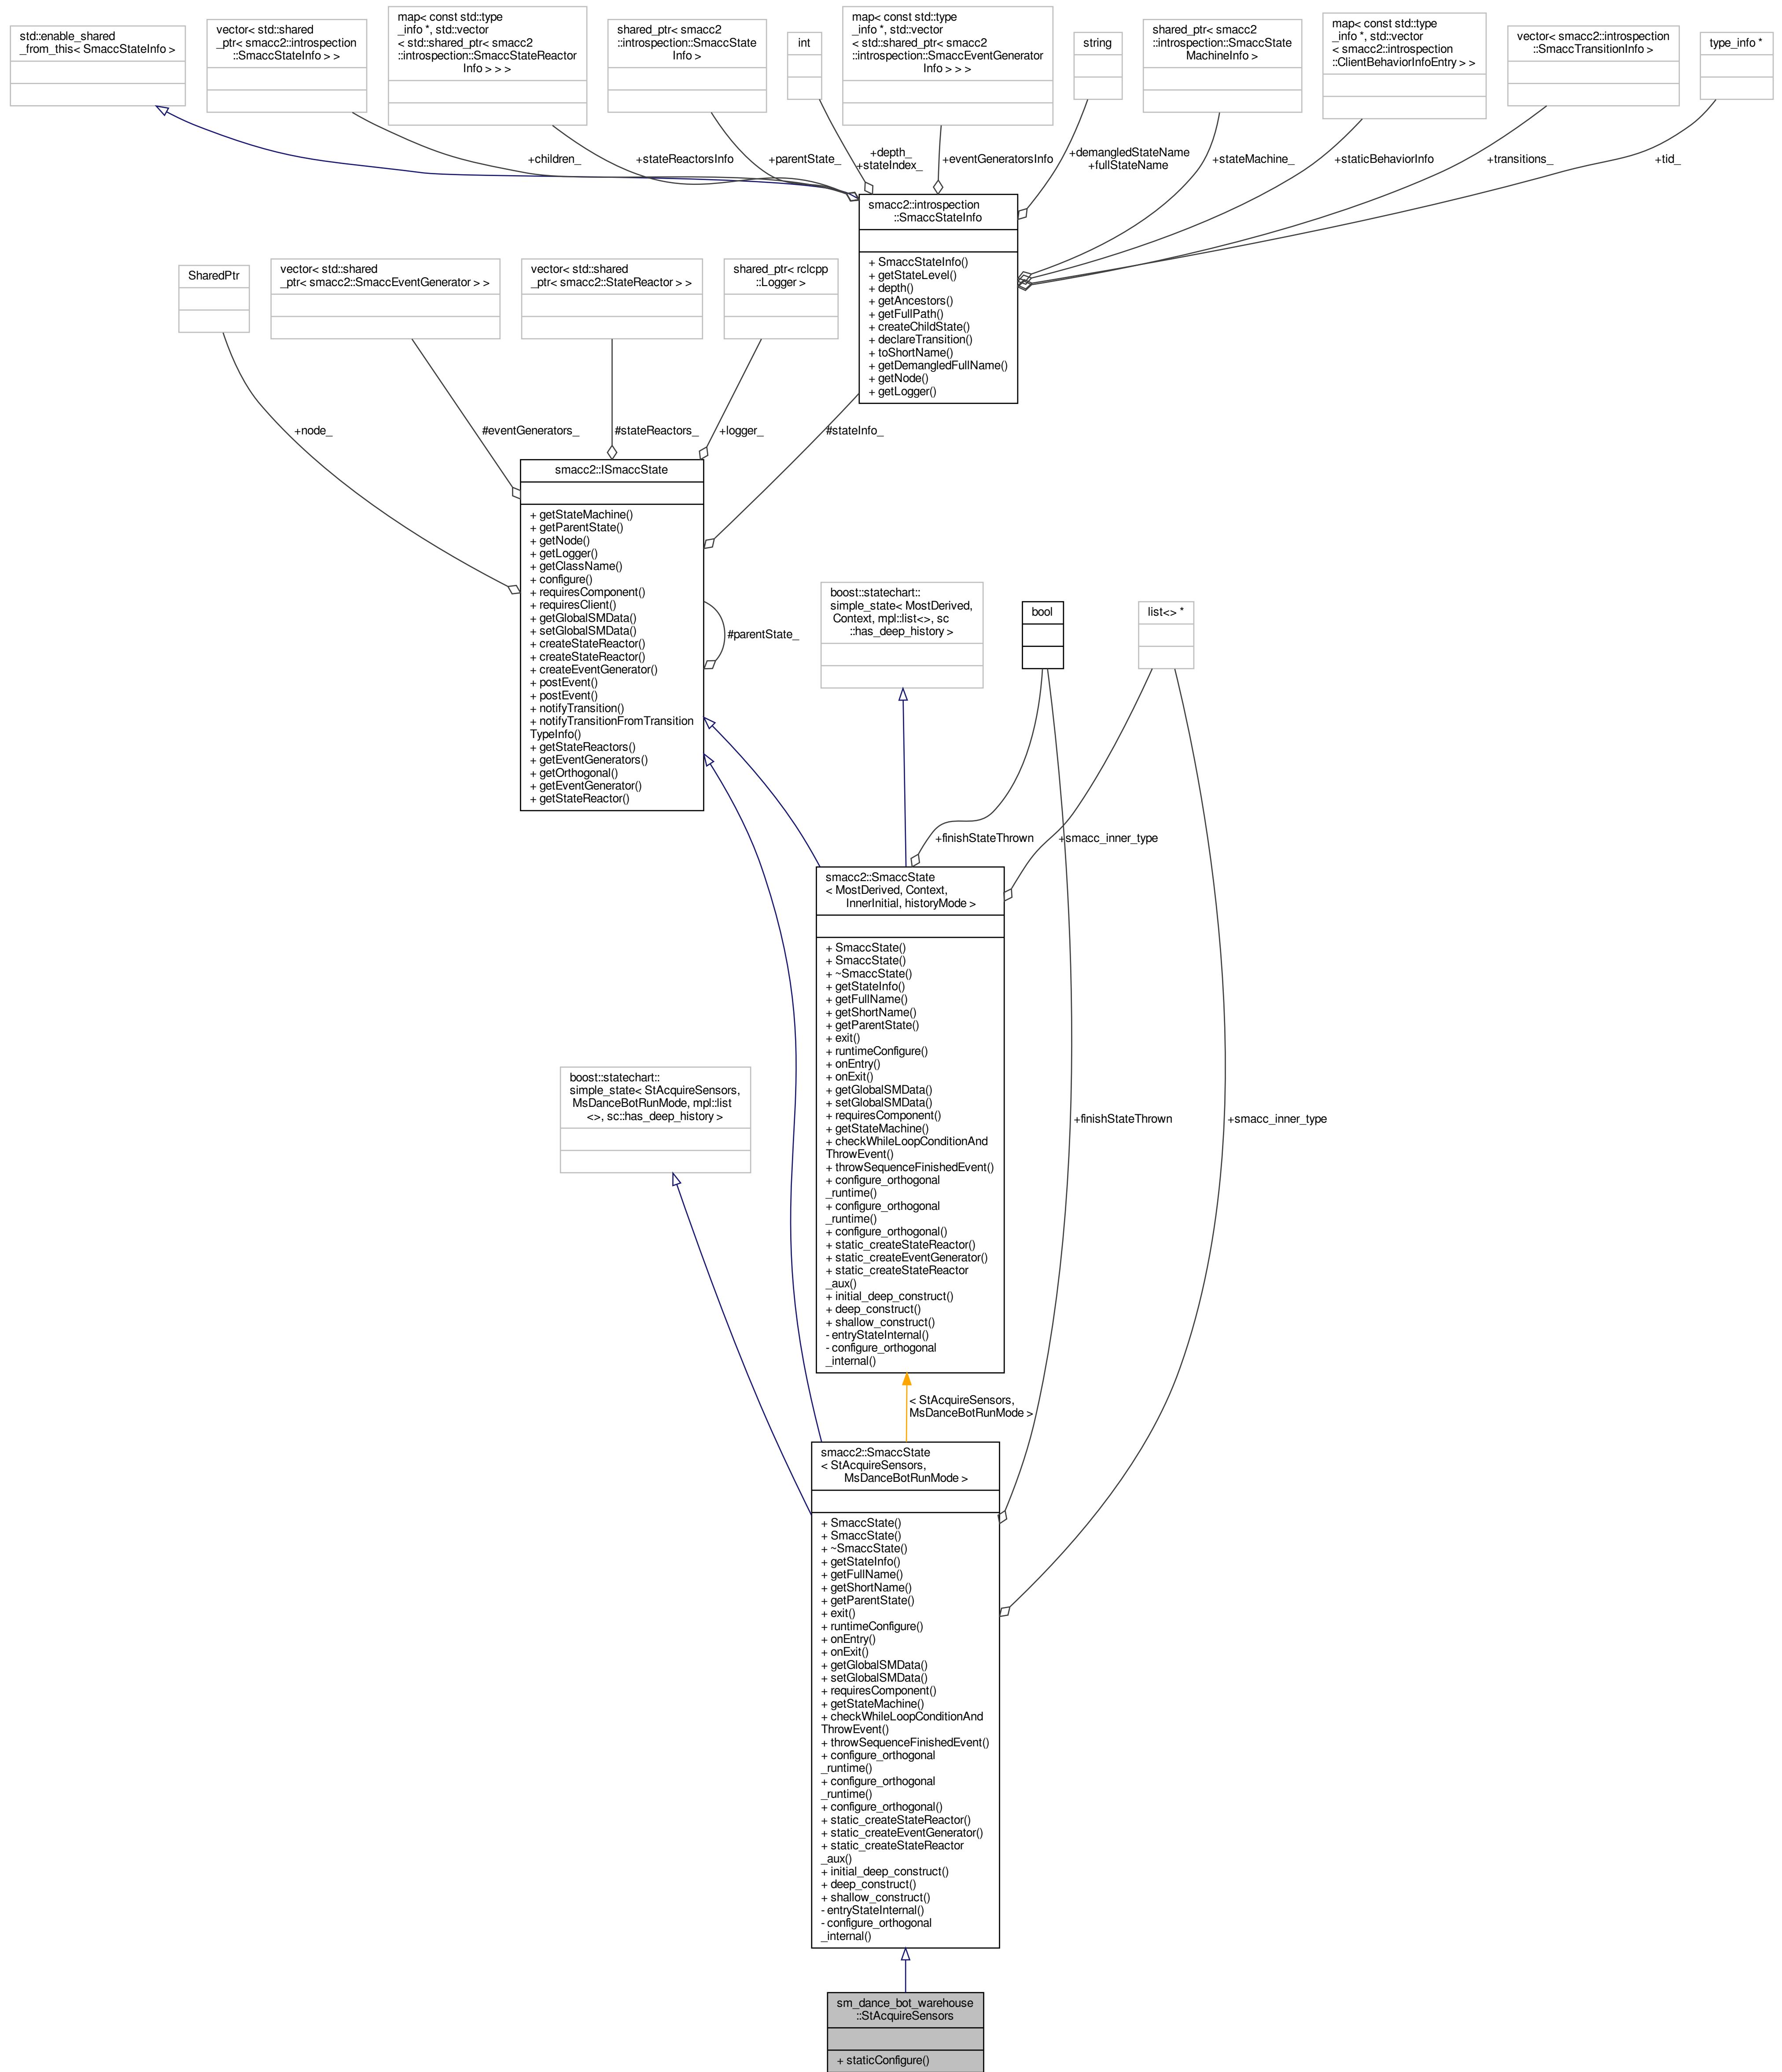 std::enable_shared
_from_this< SmaccStateInfo >
vector< std::shared
_ptr< smacc2::introspection
::SmaccStateInfo > >
map< const std::type
_info *, std::vector
< std::shared_ptr< smacc2
::introspection::SmaccStateReactor
Info > > >
shared_ptr< smacc2
::introspection::SmaccState
Info >
int
map< const std::type
_info *, std::vector
< std::shared_ptr< smacc2
::introspection::SmaccEventGenerator
Info > > >
string
shared_ptr< smacc2
::introspection::SmaccState
MachineInfo >
map< const std::type
_info *, std::vector
< smacc2::introspection
::ClientBehaviorInfoEntry > >
vector< smacc2::introspection
::SmaccTransitionInfo >
type_info *
+children_
+stateReactorsInfo
+parentState_
+depth_
+stateIndex_
+eventGeneratorsInfo
+demangledStateName
+fullStateName
+stateMachine_
+staticBehaviorInfo
+transitions_
+tid_
smacc2::introspection
::SmaccStateInfo
+ SmaccStateInfo()
+ getStateLevel()
+ depth()
+ getAncestors()
+ getFullPath()
+ createChildState()
+ declareTransition()
+ toShortName()
+ getDemangledFullName()
+ getNode()
+ getLogger()
SharedPtr
vector< std::shared
_ptr< smacc2::SmaccEventGenerator > >
vector< std::shared
_ptr< smacc2::StateReactor > >
shared_ptr< rclcpp
::Logger >
+node_
#eventGenerators_
#stateReactors_
+logger_
#stateInfo_
smacc2::ISmaccState
+ getStateMachine()
+ getParentState()
+ getNode()
+ getLogger()
+ getClassName()
+ configure()
+ requiresComponent()
+ requiresClient()
+ getGlobalSMData()
+ setGlobalSMData()
+ createStateReactor()
+ createStateReactor()
+ createEventGenerator()
+ postEvent()
+ postEvent()
+ notifyTransition()
+ notifyTransitionFromTransition
TypeInfo()
+ getStateReactors()
+ getEventGenerators()
+ getOrthogonal()
+ getEventGenerator()
+ getStateReactor()
#parentState_
boost::statechart::
simple_state< MostDerived,
Context, mpl::list<>, sc
::has_deep_history >
bool
list<> *
+finishStateThrown
+smacc_inner_type
smacc2::SmaccState
< MostDerived, Context,
InnerInitial, historyMode >
+ SmaccState()
+ SmaccState()
+ ~SmaccState()
+ getStateInfo()
+ getFullName()
+ getShortName()
+ getParentState()
+ exit()
+ runtimeConfigure()
+ onEntry()
+ onExit()
+ getGlobalSMData()
+ setGlobalSMData()
+ requiresComponent()
+ getStateMachine()
+ checkWhileLoopConditionAnd
ThrowEvent()
+ throwSequenceFinishedEvent()
+ configure_orthogonal
_runtime()
+ configure_orthogonal
_runtime()
+ configure_orthogonal()
+ static_createStateReactor()
+ static_createEventGenerator()
+ static_createStateReactor
_aux()
+ initial_deep_construct()
+ deep_construct()
+ shallow_construct()
- entryStateInternal()
- configure_orthogonal
_internal()
boost::statechart::
simple_state< StAcquireSensors,
MsDanceBotRunMode, mpl::list
<>, sc::has_deep_history >
+finishStateThrown
+smacc_inner_type
< StAcquireSensors,
MsDanceBotRunMode >
smacc2::SmaccState
< StAcquireSensors,
MsDanceBotRunMode >
+ SmaccState()
+ SmaccState()
+ ~SmaccState()
+ getStateInfo()
+ getFullName()
+ getShortName()
+ getParentState()
+ exit()
+ runtimeConfigure()
+ onEntry()
+ onExit()
+ getGlobalSMData()
+ setGlobalSMData()
+ requiresComponent()
+ getStateMachine()
+ checkWhileLoopConditionAnd
ThrowEvent()
+ throwSequenceFinishedEvent()
+ configure_orthogonal
_runtime()
+ configure_orthogonal
_runtime()
+ configure_orthogonal()
+ static_createStateReactor()
+ static_createEventGenerator()
+ static_createStateReactor
_aux()
+ initial_deep_construct()
+ deep_construct()
+ shallow_construct()
- entryStateInternal()
- configure_orthogonal
_internal()
sm_dance_bot_warehouse
::StAcquireSensors
+ staticConfigure()